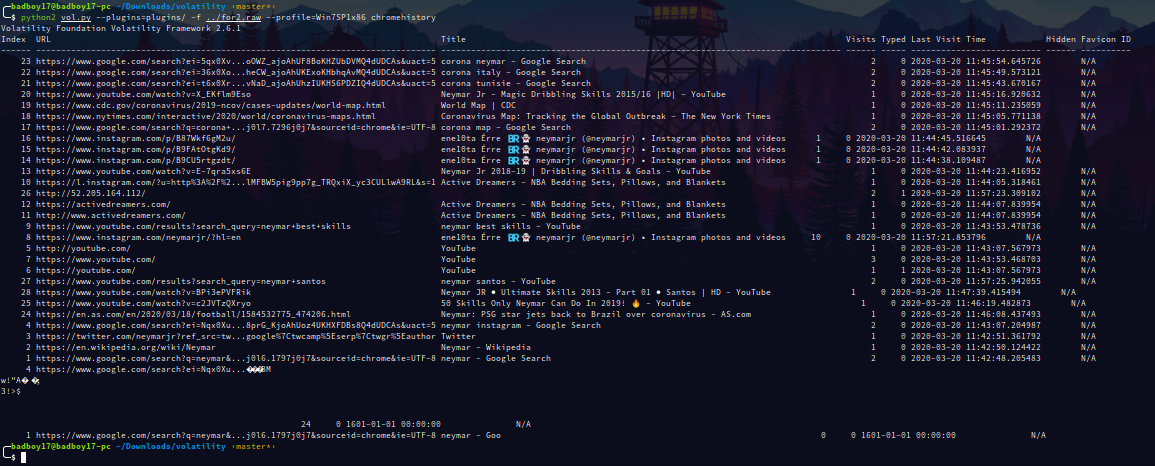 badboy17@badboy17-pc ~/Downloads/volatility ‹master*›
$ python2 vol.py --plugins=plugins/ -f ../for2.raw --profile=Win7SP1x86 chromehistory
Volatility Foundation Volatility Framework 2.6.1
Index URL Title Visits Typed Last Visit Time Hidden Favicon ID
23 https://www.google.com/search?ei=5qx0Xv...oOWZ_ajoAhUF8BoKHZUbDVMQ4dUDCAs&uact=5 corona neymar - Google Search 2 0 2020-03-20 11:45:54.645726 N/A
22 https://www.google.com/search?ei=36x0Xo...heCW_ajoAhUKExoKHbhqAvMQ4dUDCAs&uact=5 corona italy - Google Search 2 0 2020-03-20 11:45:49.573121 N/A
21 https://www.google.com/search?ei=t6x0Xr...vNaD_ajoAhUhzIUKHS6PDZIQ4dUDCAs&uact=5 corona tunisie - Google Search 2 0 2020-03-20 11:45:43.670167 N/A
20 https://www.youtube.com/watch?v=X_EKflm9Eso Neymar Jr - Magic Dribbling Skills 2015/16 |HD| - YouTube 1 0 2020-03-20 11:45:16.920632 N/A
19 https://www.cdc.gov/coronavirus/2019-ncov/cases-updates/world-map.html World Map | CDC 1 0 2020-03-20 11:45:11.235059 N/A
18 https://www.nytimes.com/interactive/2020/world/coronavirus-maps.html Coronavirus Map: Tracking the Global Outbreak - The New York Times 1 0 2020-03-20 11:45:05.771138 N/A
17 https://www.google.com/search?q=corona+...j0l7.7296j0j7&sourceid=chrome&ie=UTF-8 corona map - Google Search 2 0 2020-03-20 11:45:01.292372 N/A
16 https://www.instagram.com/p/B87Wkf6gM2w/ ene10ta Érre 🇧🇷👻 neymarjr (@neymarjr) • Instagram photos and videos 1 0 2020-03-20 11:44:45.516645 N/A
15 https://www.instagram.com/p/B9FAtOtgKd9/ ene10ta Érre 🇧🇷👻 neymarjr (@neymarjr) • Instagram photos and videos 1 0 2020-03-20 11:44:42.083937 N/A
14 https://www.instagram.com/p/B9CU5rtgzdt/ ene10ta Érre 🇧🇷👻 neymarjr (@neymarjr) • Instagram photos and videos 1 0 2020-03-20 11:44:38.109487 N/A
13 https://www.youtube.com/watch?v=E-7qra5xs6E Neymar Jr 2018-19 | Dribbling Skills & Goals - YouTube 1 0 2020-03-20 11:44:23.416952 N/A
10 https://l.instagram.com/?u=http%3A%2F%2...lMFBW5pig9pp7g_TRQxiX_yc3CULlwA9RL&s=1 Active Dreamers - NBA Bedding Sets, Pillows, and Blankets 1 0 2020-03-20 11:44:05.318461 N/A
26 http://52.205.164.112/ 2 1 2020-03-20 11:57:23.309102 N/A
12 https://activedreamers.com/ Active Dreamers - NBA Bedding Sets, Pillows, and Blankets 1 0 2020-03-20 11:44:07.839954 N/A
11 http://www.activedreamers.com/ Active Dreamers - NBA Bedding Sets, Pillows, and Blankets 1 0 2020-03-20 11:44:07.839954 N/A
9 https://www.youtube.com/results?search_query=neymar+best+skills neymar best skills - YouTube 1 0 2020-03-20 11:43:53.478736 N/A
8 https://www.instagram.com/neymarjr/?hl=en ene10ta Érre 🇧🇷👻 neymarjr (@neymarjr) • Instagram photos and videos 10 0 2020-03-20 11:57:21.853796 N/A
5 http://youtube.com/ YouTube 1 0 2020-03-20 11:43:07.567973 N/A
7 https://www.youtube.com/ YouTube 3 0 2020-03-20 11:53:53.468703 N/A
6 https://youtube.com/ YouTube 1 1 2020-03-20 11:43:07.567973 N/A
27 https://www.youtube.com/results?search_query=neymar+santos neymar santos - YouTube 2 0 2020-03-20 11:57:25.942055 N/A
28 https://www.youtube.com/watch?v=BPi3ePVFRik Neymar JR ● Ultimate Skills 2013 - Part 01 ● Santos | HD - YouTube 1 0 2020-03-20 11:47:39.415494 N/A
25 https://www.youtube.com/watch?v=c2JVTzQXryo 50 Skills Only Neymar Can Do In 2019! 🔥 - YouTube 1 0 2020-03-20 11:46:19.482873 N/A
24 https://en.as.com/en/2020/03/18/football/1584532775_474206.html Neymar: PSG star jets back to Brazil over coronavirus - AS.com 1 0 2020-03-20 11:46:08.437493 N/A
4 https://www.google.com/search?ei=Nqx0Xu...8prG_KjoAhUoz4UKHXFDBs8Q4dUDCAs&uact=5 neymar instagram - Google Search 2 0 2020-03-20 11:43:07.204987 N/A
3 https://twitter.com/neymarjr?ref_src=tw...google%7Ctwcamp%5Eserp%7Ctwgr%5Eauthor Twitter 1 0 2020-03-20 11:42:51.361792 N/A
2 https://en.wikipedia.org/wiki/Neymar Neymar - Wikipedia 1 0 2020-03-20 11:42:50.124422 N/A
1 https://www.google.com/search?q=neymar&...j0l6.1797j0j7&sourceid=chrome&ie=UTF-8 neymar - Google Search 2 0 2020-03-20 11:42:48.205483 N/A
4 https://www.google.com/search?ei=Nqx0Xu...
w!"A
3!>$
24 0 1601-01-01 00:00:00 N/A
1 https://www.google.com/search?q=neymar&...j0l6.1797j0j7&sourceid=chrome&ie=UTF-8 neymar - Goo 0 0 1601-01-01 00:00:00 N/A
badboy17@badboy17-pc ~/Downloads/volatility ‹master*›
$